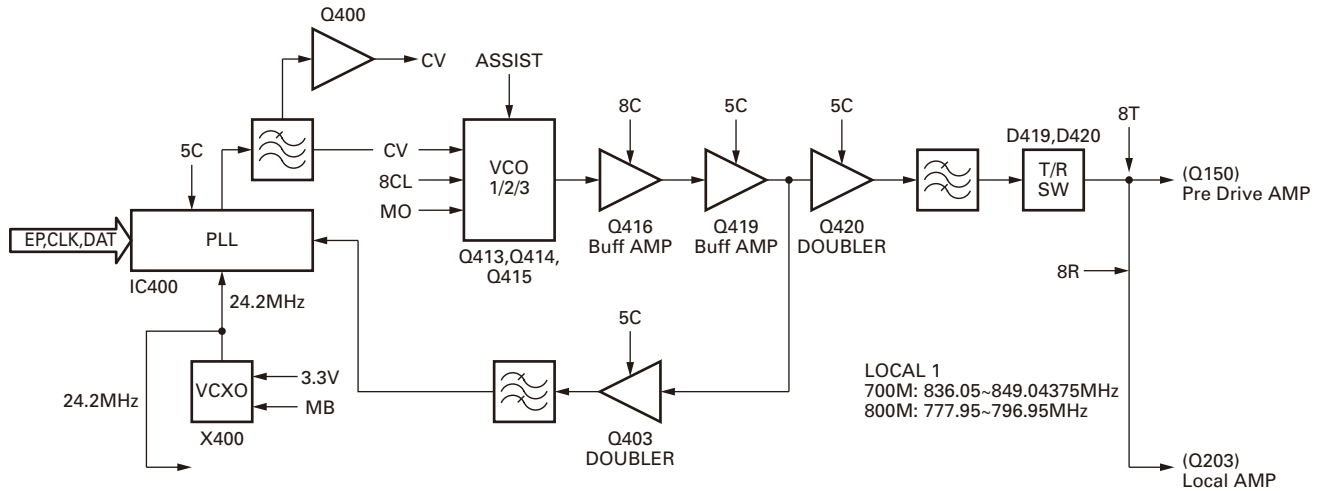 Q400
CV
ASSIST
5C
CV
8CL
MO
VCO
1/2/3
Q413,Q414,
Q415
8C
Q416
Buff AMP
5C
Q419
Buff AMP
5C
Q420
DOUBLER
D419,D420
T/R
SW
8T
(Q150)
Pre Drive AMP
EP,CLK,DAT
PLL
IC400
24.2MHz
8R
24.2MHz
VCXO
X400
3.3V
MB
5C
Q403
DOUBLER
LOCAL 1
700M: 836.05~849.04375MHz
800M: 777.95~796.95MHz
(Q203)
Local AMP